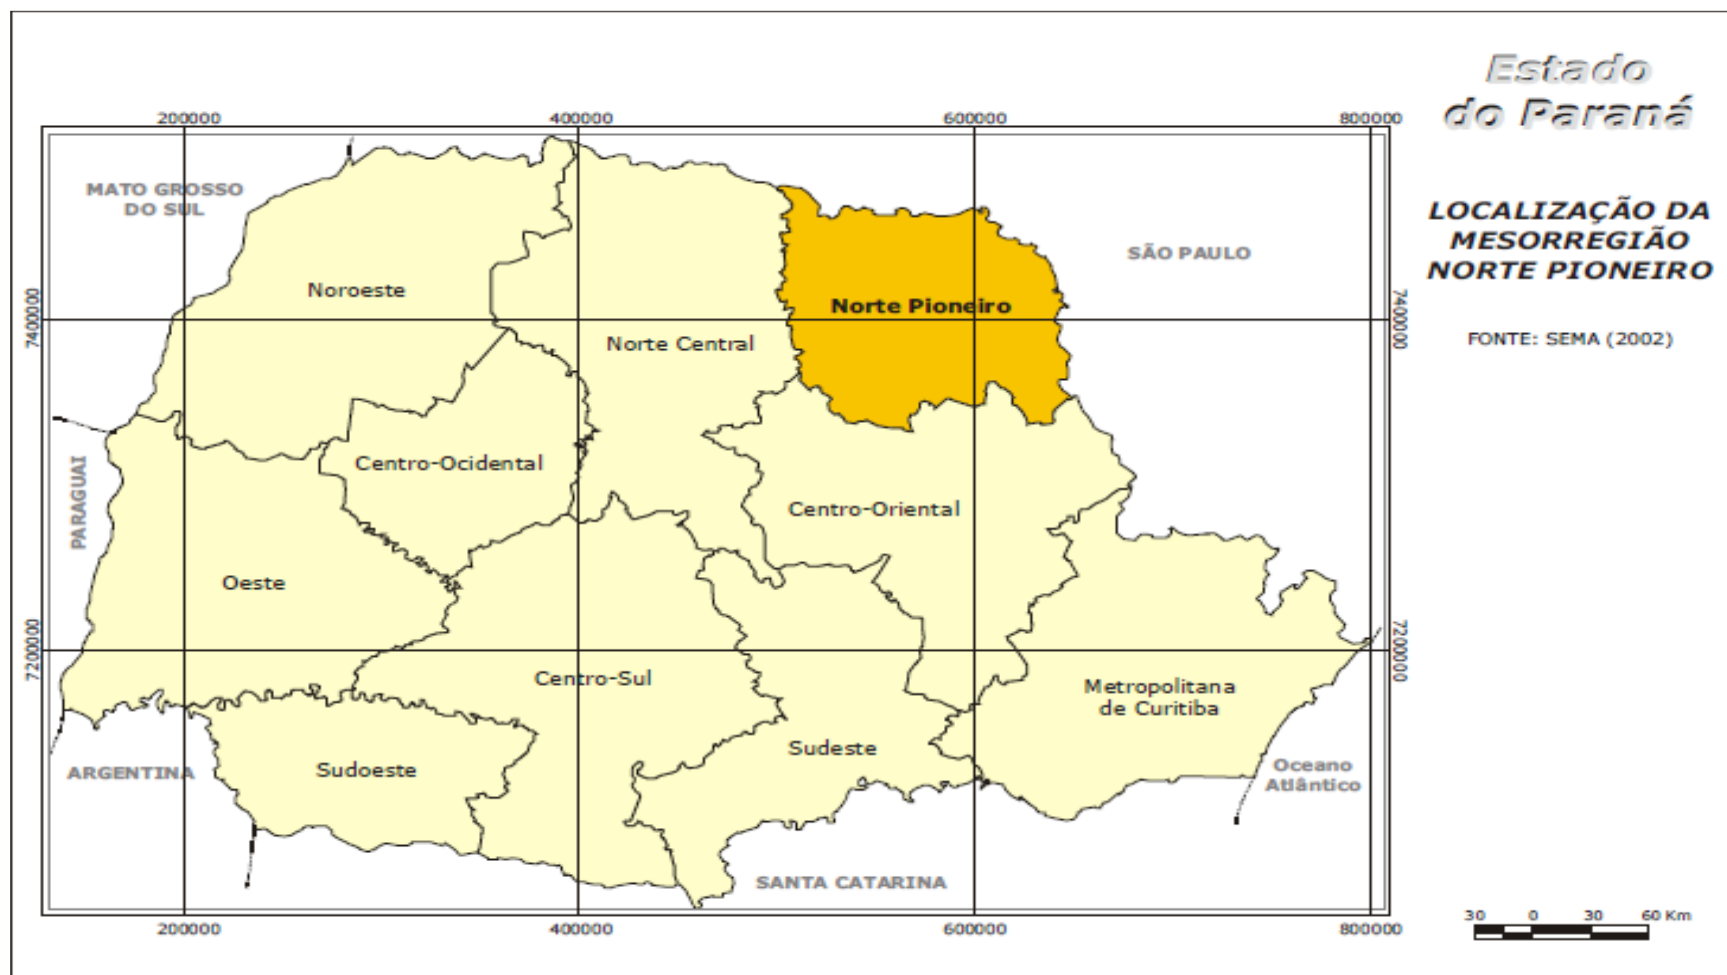 Estado
do Paraná
LOCALIZAÇÃO DA
MESORREGIÃO
NORTE PIONEIRO
FONTE: SEMA (2002)
200000
400000
600000
800000
MATO GROSSO
DO SUL
SÃO PAULO
Noroeste
Norte Pioneiro
7400000
7400000
Norte Central
Centro-Ocidental
PARAGUAI
Centro-Oriental
Oeste
7200000
7200000
Centro-Sul
Metropolitana
de Curitiba
Sudeste
ARGENTINA
Sudoeste
Oceano
Atlântico
SANTA CATARINA
200000
400000
600000
800000
30 0 30 60 Km